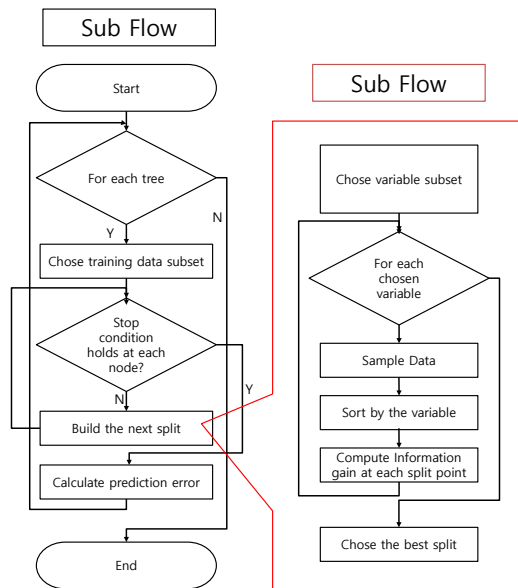 Sub Flow
Start
For each tree
N
Y
Chose training data subset
Stop
condition
holds at each
node?
Y
N
Build the next split
Calculate prediction error
End
Sub Flow
Chose variable subset
For each
chosen
variable
Sample Data
Sort by the variable
Compute Information
gain at each split point
Chose the best split